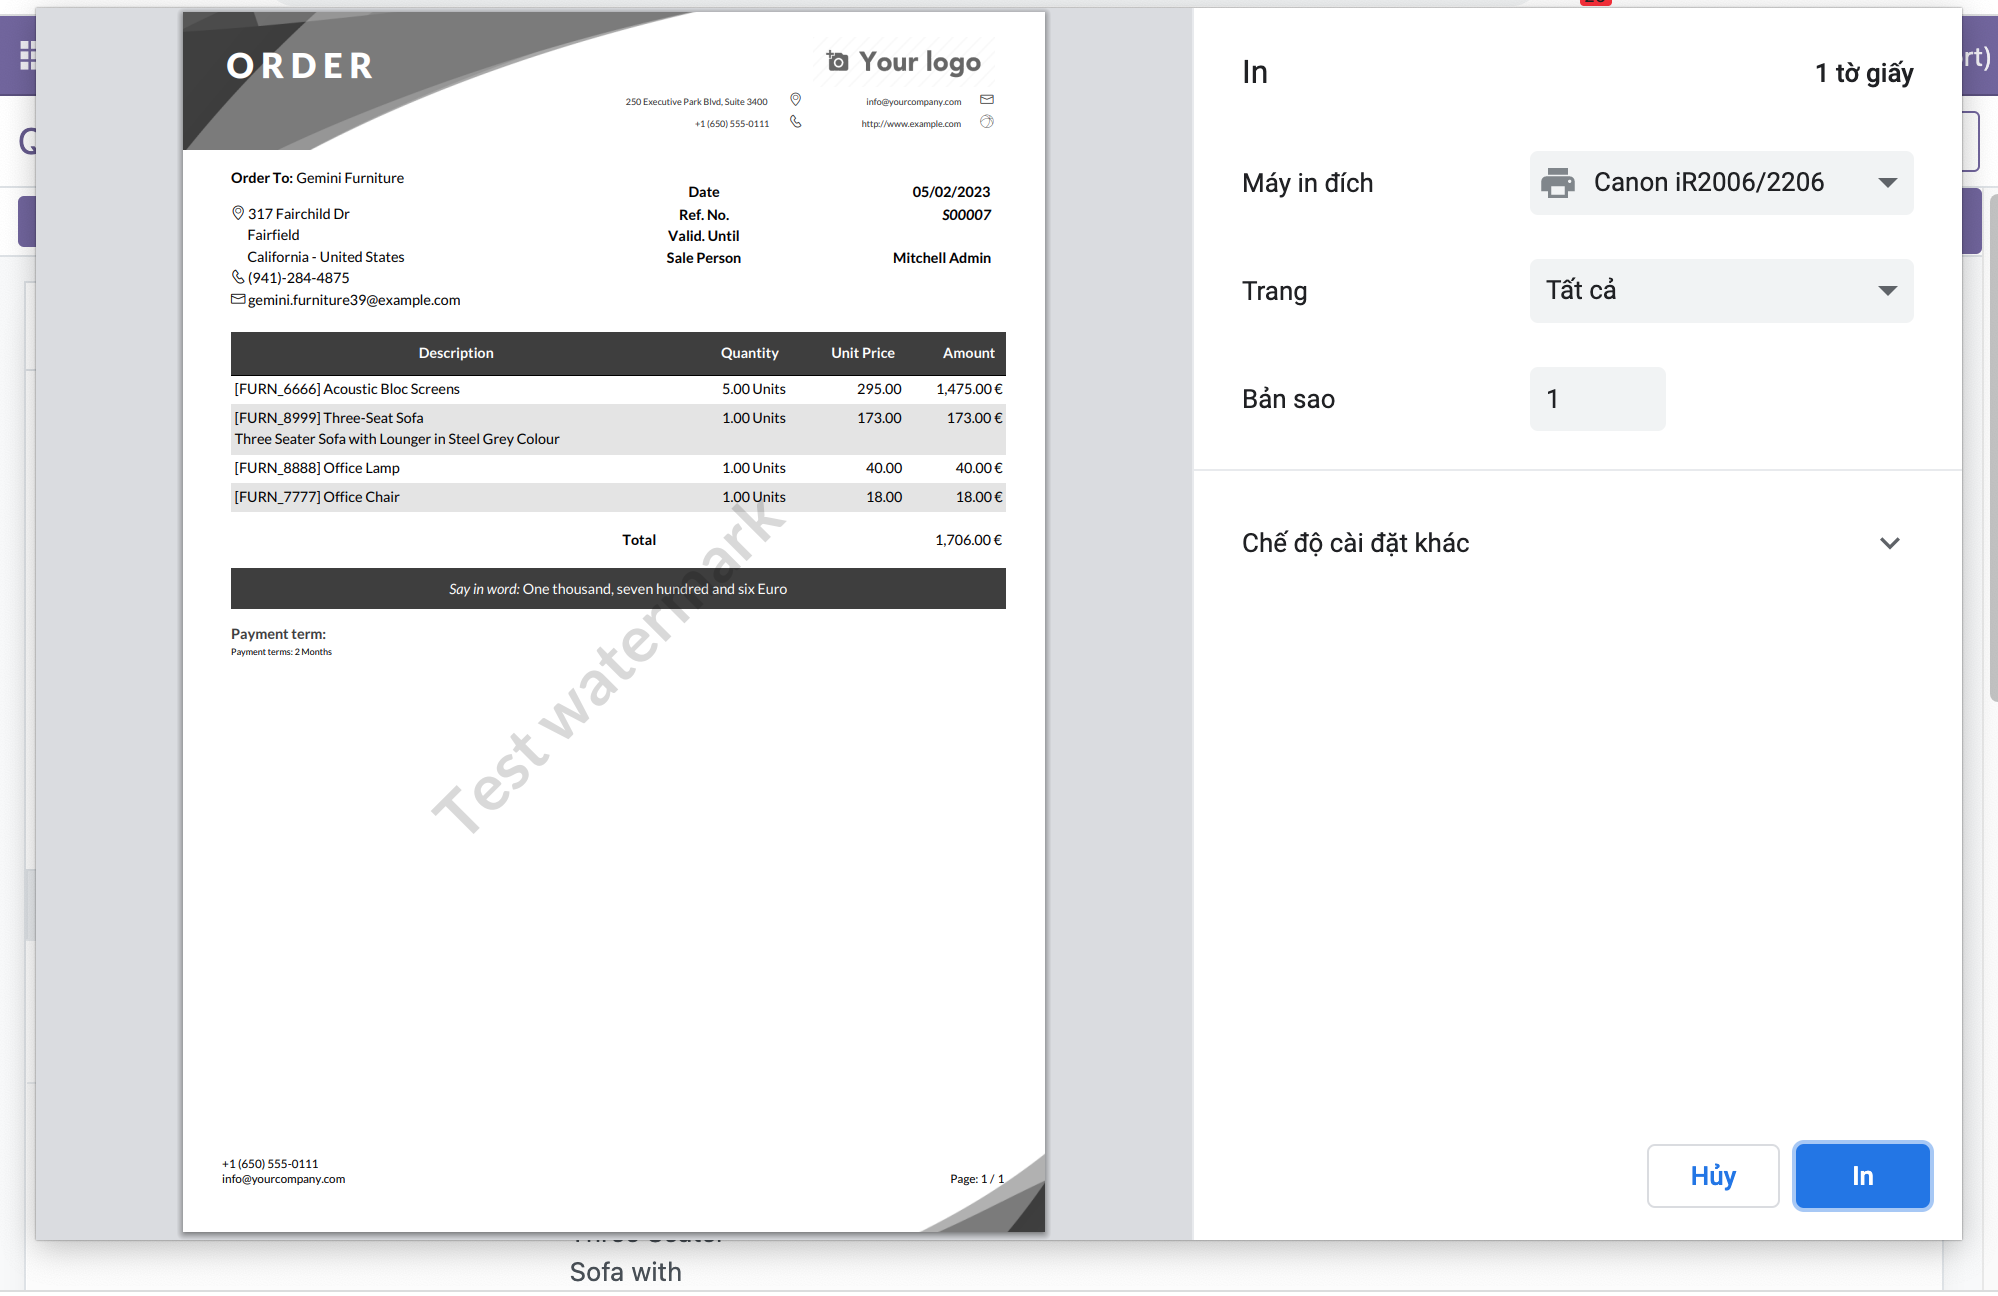 ORDER
Your logo
250 Executive Park Blvd, Suite 3400
info@yourcompany.com
+1 (650) 555-0111
http://www.example.com
Order To: Gemini Furniture
317 Fairchild Dr
Fairfield
California - United States
(941)-284-4875
gemini.furniture39@example.com
Date 05/02/2023
Ref. No. S00007
Valid. Until
Sale Person Mitchell Admin
Description Quantity Unit Price Amount
[FURN_6666] Acoustic Bloc Screens 5.00 Units 295.00 1,475.00 €
[FURN_8999] Three-Seat Sofa 1.00 Units 173.00 173.00 €
Three Seater Sofa with Lounger in Steel Grey Colour
[FURN_8888] Office Lamp 1.00 Units 40.00 40.00 €
[FURN_7777] Office Chair 1.00 Units 18.00 18.00 €
Total 1,706.00 €
Say in word: One thousand, seven hundred and six Euro
Payment term:
Payment terms: 2 Months
Test watermark
+1 (650) 555-0111
info@yourcompany.com
Page: 1 / 1
In
1 tờ giấy
Máy in đích
Canon iR2006/2206
Trang
Tất cả
Bản sao
1
Chế độ cài đặt khác
Hủy
In
Sofa with